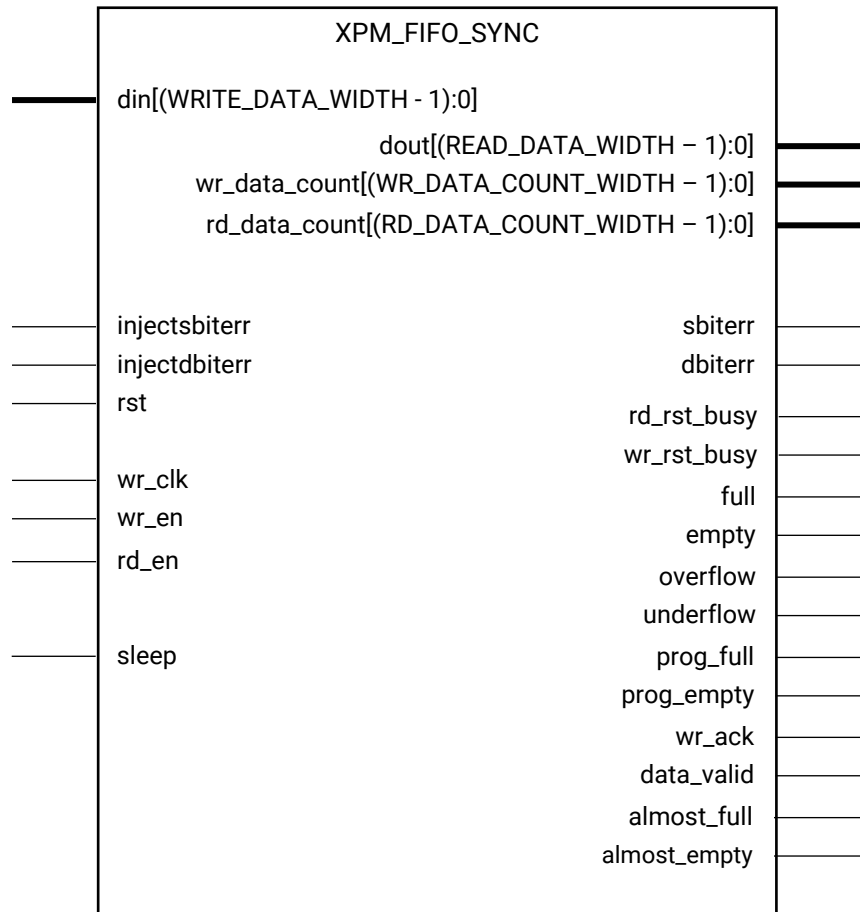 XPM_FIFO_SYNC
din[(WRITE_DATA_WIDTH - 1):0]
dout[(READ_DATA_WIDTH – 1):0]
wr_data_count[(WR_DATA_COUNT_WIDTH – 1):0]
rd_data_count[(RD_DATA_COUNT_WIDTH – 1):0]
injectsbiterr
sbiterr
injectdbiterr
dbiterr
rst
rd_rst_busy
wr_rst_busy
wr_clk
full
wr_en
empty
rd_en
overflow
underflow
sleep
prog_full
prog_empty
wr_ack
data_valid
almost_full
almost_empty